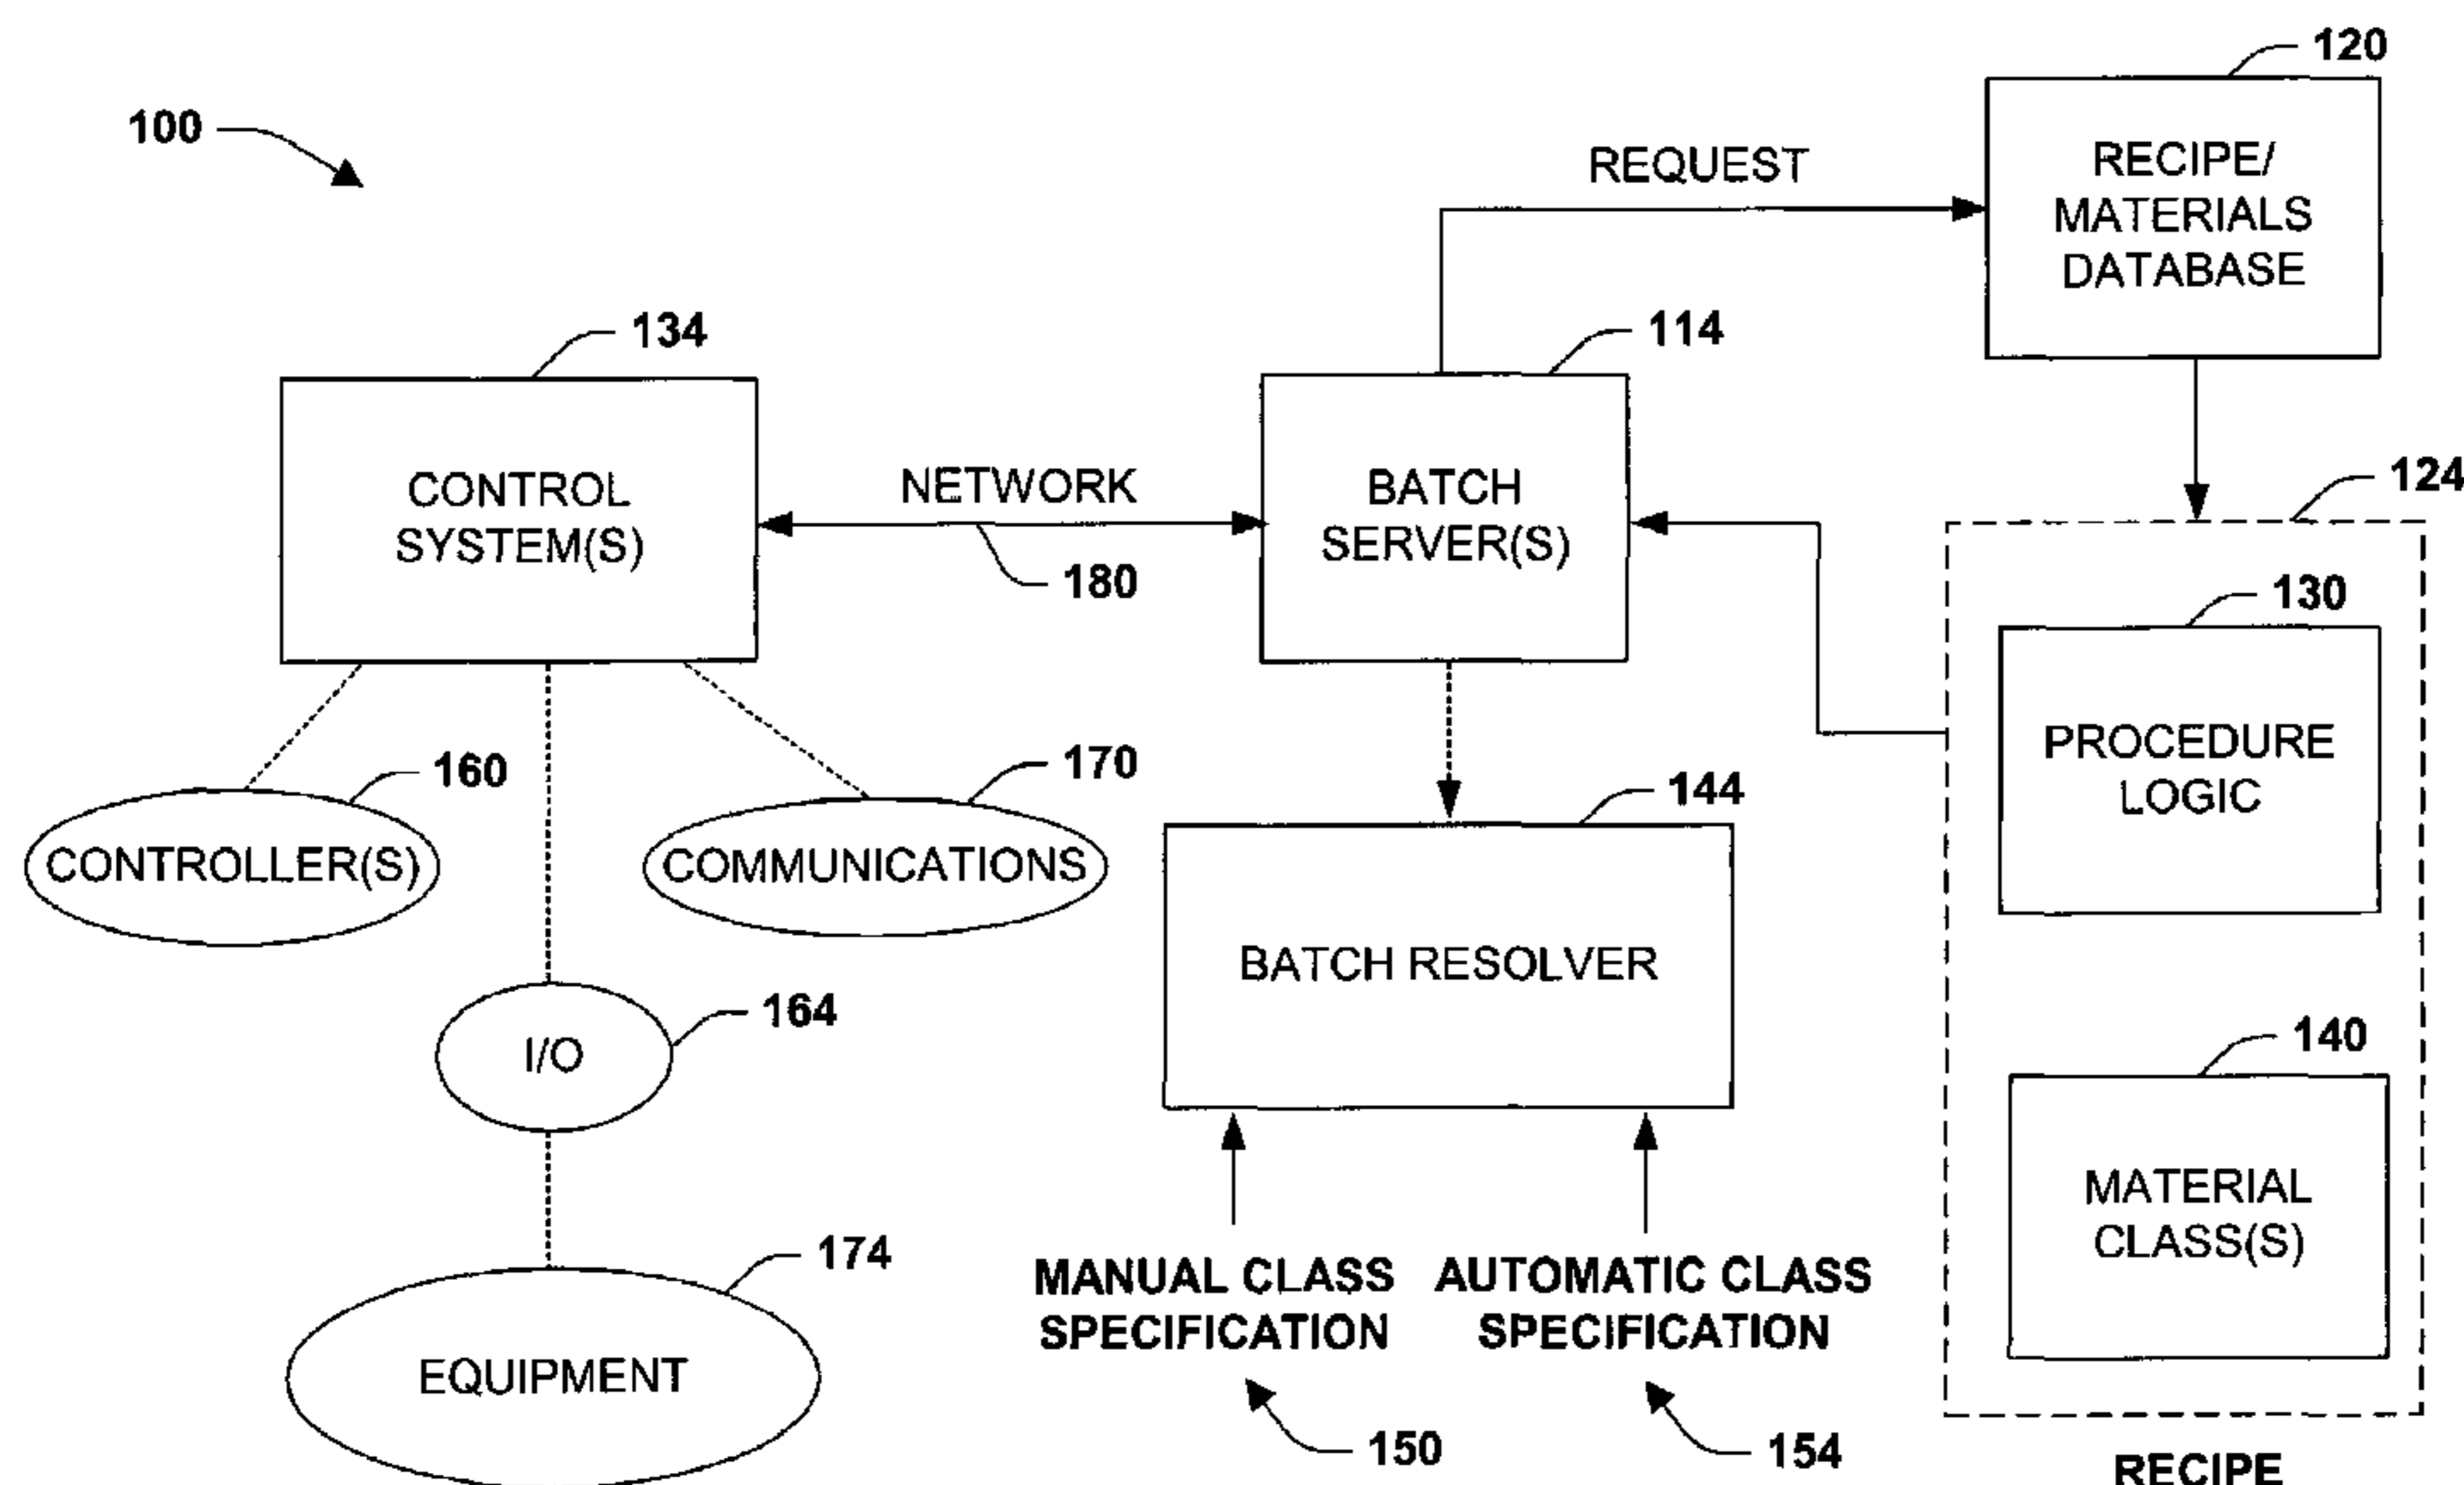 120
100
RECIPE/
MATERIALS
DATABASE
REQUEST
134
114
124
CONTROL
SYSTEM(S)
NETWORK
180
BATCH
SERVER(S)
130
PROCEDURE
LOGIC
160
170
144
CONTROLLER(S)
COMMUNICATIONS
BATCH RESOLVER
164
I/O
140
MATERIAL
CLASS(S)
174
EQUIPMENT
MANUAL CLASS
SPECIFICATION
AUTOMATIC CLASS
SPECIFICATION
150
154
RECIPE